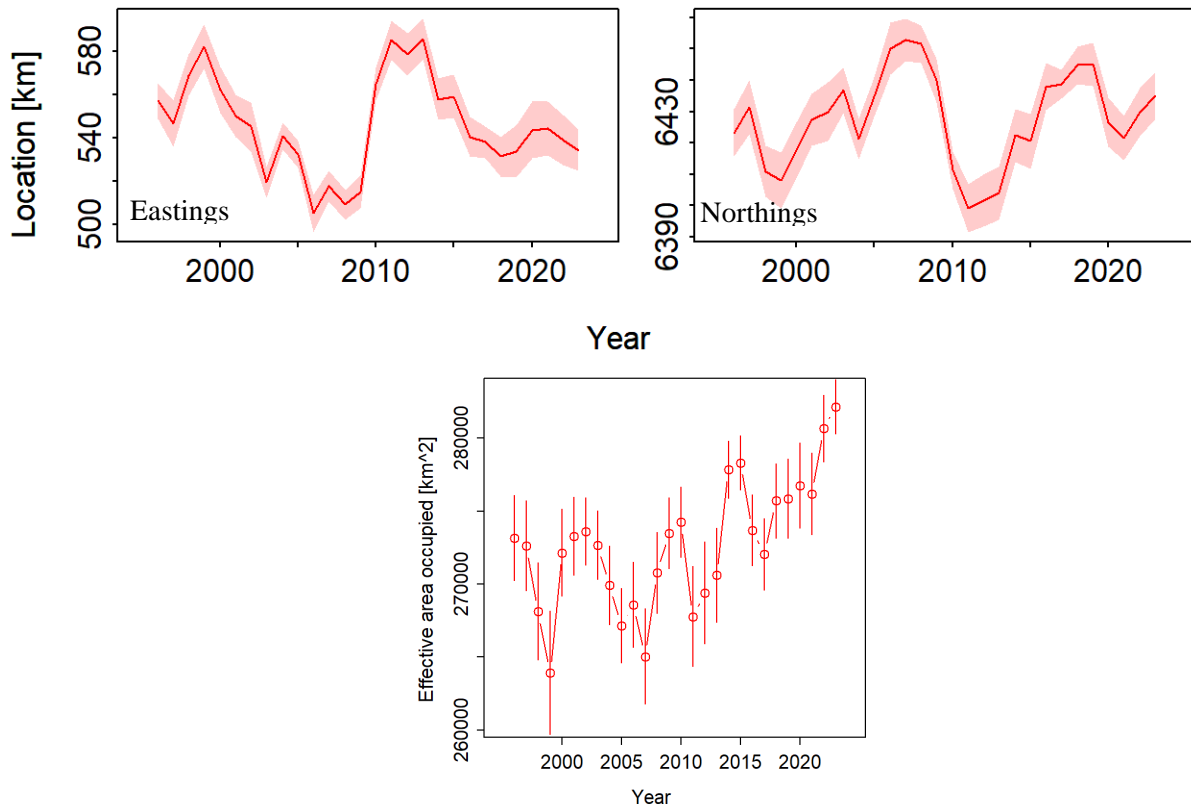 Location [km]
580
540
500
Eastings
2000 2010 2020
6430
6390
Northings
2000 2010 2020
Year
Effective area occupied [km^2]
280000
270000
260000
2000 2005 2010 2015 2020
Year